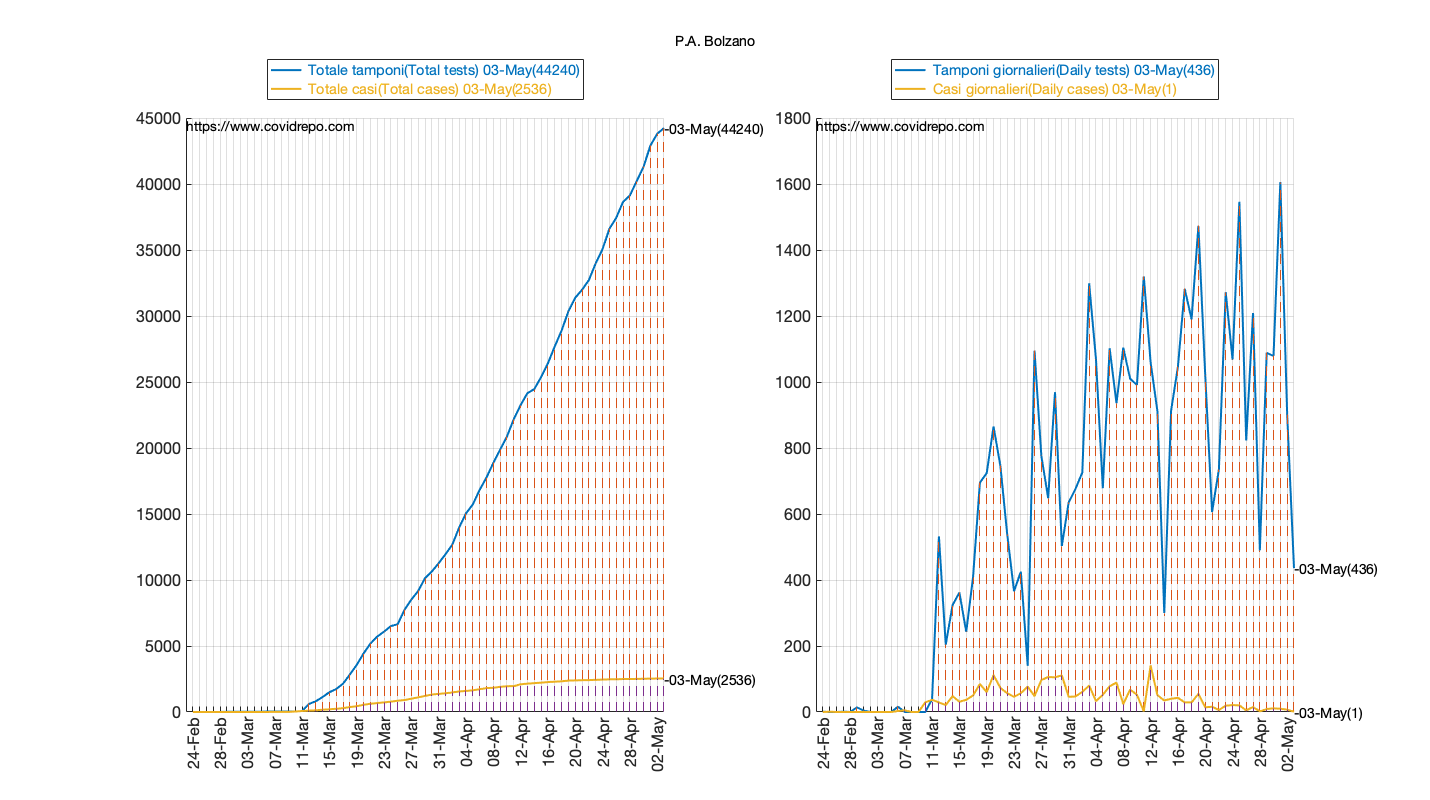 P.A. Bolzano
Totale tamponi(Total tests) 03-May(44240)
Totale casi(Total cases) 03-May(2536)
https://www.covidrepo.com
45000
40000
35000
30000
25000
20000
15000
10000
5000
0
-03-May(44240)
-03-May(2536)
24-Feb
28-Feb
03-Mar
07-Mar
11-Mar
15-Mar
19-Mar
23-Mar
27-Mar
31-Mar
04-Apr
08-Apr
12-Apr
16-Apr
20-Apr
24-Apr
28-Apr
02-May
Tamponi giornalieri(Daily tests) 03-May(436)
Casi giornalieri(Daily cases) 03-May(1)
https://www.covidrepo.com
1800
1600
1400
1200
1000
800
600
400
200
0
-03-May(436)
-03-May(1)
24-Feb
28-Feb
03-Mar
07-Mar
11-Mar
15-Mar
19-Mar
23-Mar
27-Mar
31-Mar
04-Apr
08-Apr
12-Apr
16-Apr
20-Apr
24-Apr
28-Apr
02-May